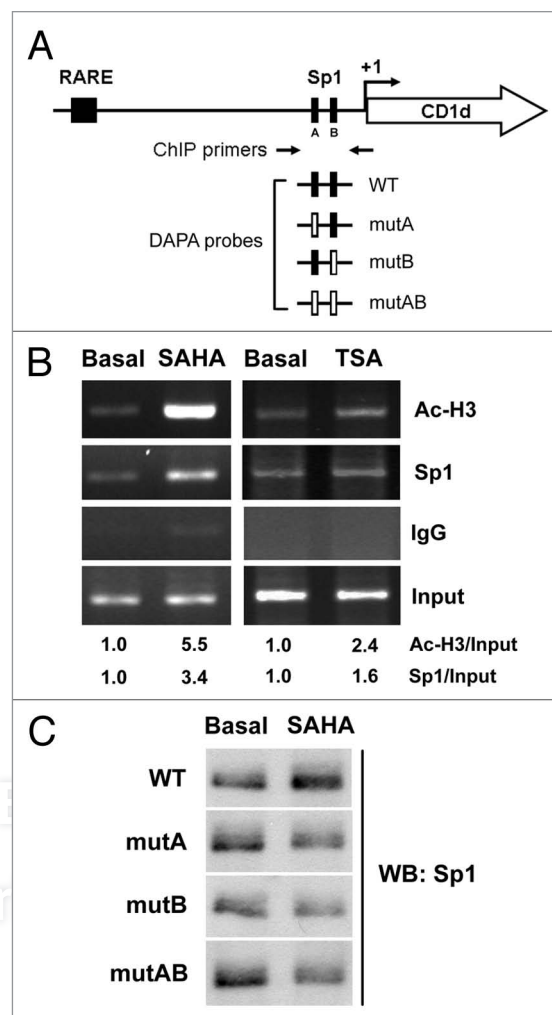 A
RARE
Sp1
+1
CD1d
A B
ChIP primers
WT
DAPA probes
mutA
mutB
mutAB
B
Basal SAHA Basal TSA
Ac-H3
Sp1
IgG
Input
1.0 5.5 1.0 2.4 Ac-H3/Input
1.0 3.4 1.0 1.6 Sp1/Input
C
Basal SAHA
WT
mutA
WB: Sp1
mutB
mutAB